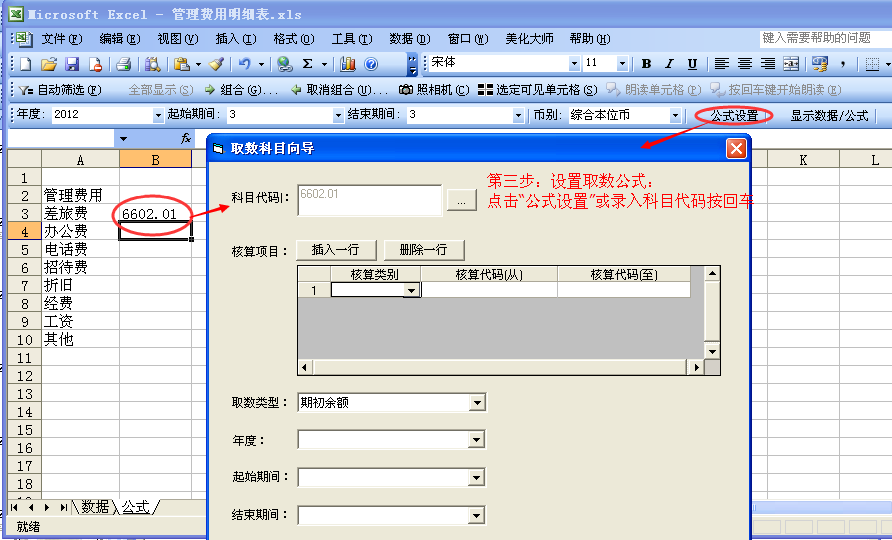 Microsoft Excel - 管理费用明细表.xls
文件(F) 编辑(E) 视图(V) 插入(I) 格式(O) 工具(T) 数据(D) 窗口(W) 美化大师 帮助(H) 键入需要帮助的问题
Σ 宋体 11 B I U
自动筛选(F) 全部显示(S) 组合(G)... 取消组合(U)... 照相机(C) 选定可见单元格(S) 朗读单元格(P) 按回车键开始朗读(E)
年度: 2012 起始期间: 3 结束期间: 3 币别: 综合本位币 公式设置 显示数据/公式
fx
A B K L
1
2 管理费用
3 差旅费 6602.01
4 办公费
5 电话费
6 招待费
7 折旧
8 经费
9 工资
10 其他
11
12
13
14
15
16
17
18
取数科目向导
科目代码|: 6602.01 ...
第三步：设置取数公式：
点击“公式设置”或录入科目代码按回车
核算项目: 插入一行 删除一行
核算类别 核算代码(从) 核算代码(至)
1
取数类型: 期初余额
年度:
起始期间:
结束期间:
数据 公式
就绪